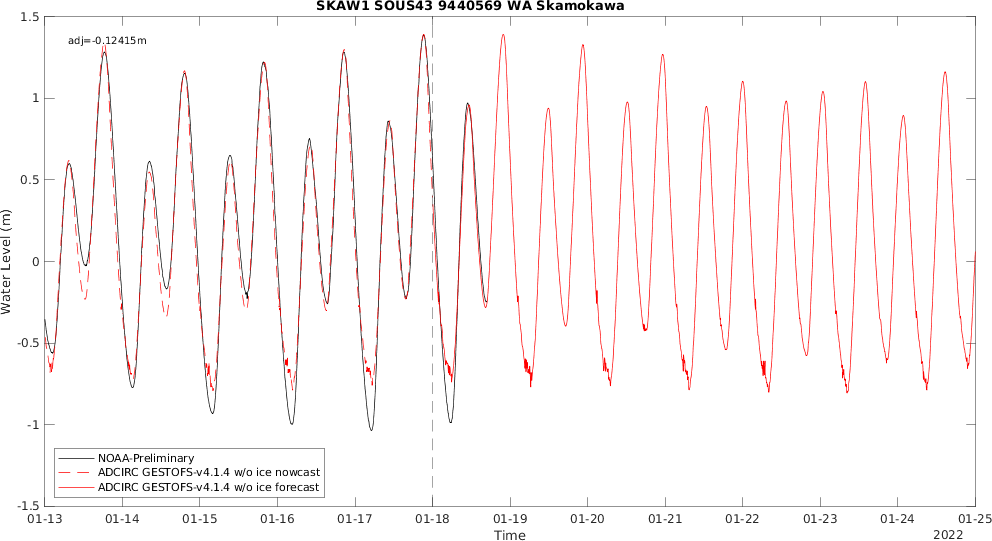 SKAW1 SOUS43 9440569 WA Skamokawa
adj=-0.12415m
1.5
1
0.5
0
-0.5
-1
-1.5
Water Level (m)
NOAA-Preliminary
ADCIRC GESTOFS-v4.1.4 w/o ice nowcast
ADCIRC GESTOFS-v4.1.4 w/o ice forecast
01-13 01-14 01-15 01-16 01-17 01-18 01-19 01-20 01-21 01-22 01-23 01-24 01-25
Time
2022